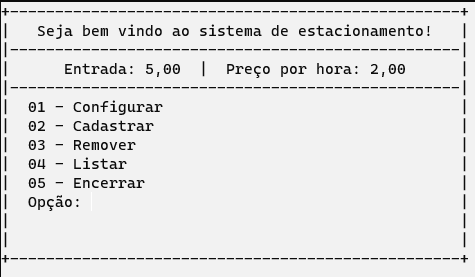 Seja bem vindo ao sistema de estacionamento!
Entrada: 5,00 | Preço por hora: 2,00
01 - Configurar
02 - Cadastrar
03 - Remover
04 - Listar
05 - Encerrar
Opção: